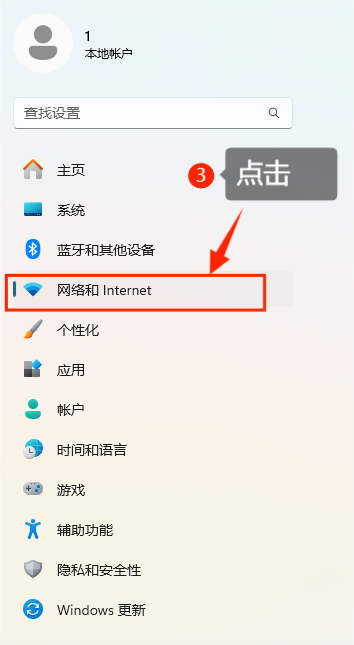 1
本地帐户
查找设置
主页
3 点击
系统
蓝牙和其他设备
网络和 Internet
个性化
应用
帐户
时间和语言
游戏
辅助功能
隐私和安全性
Windows 更新